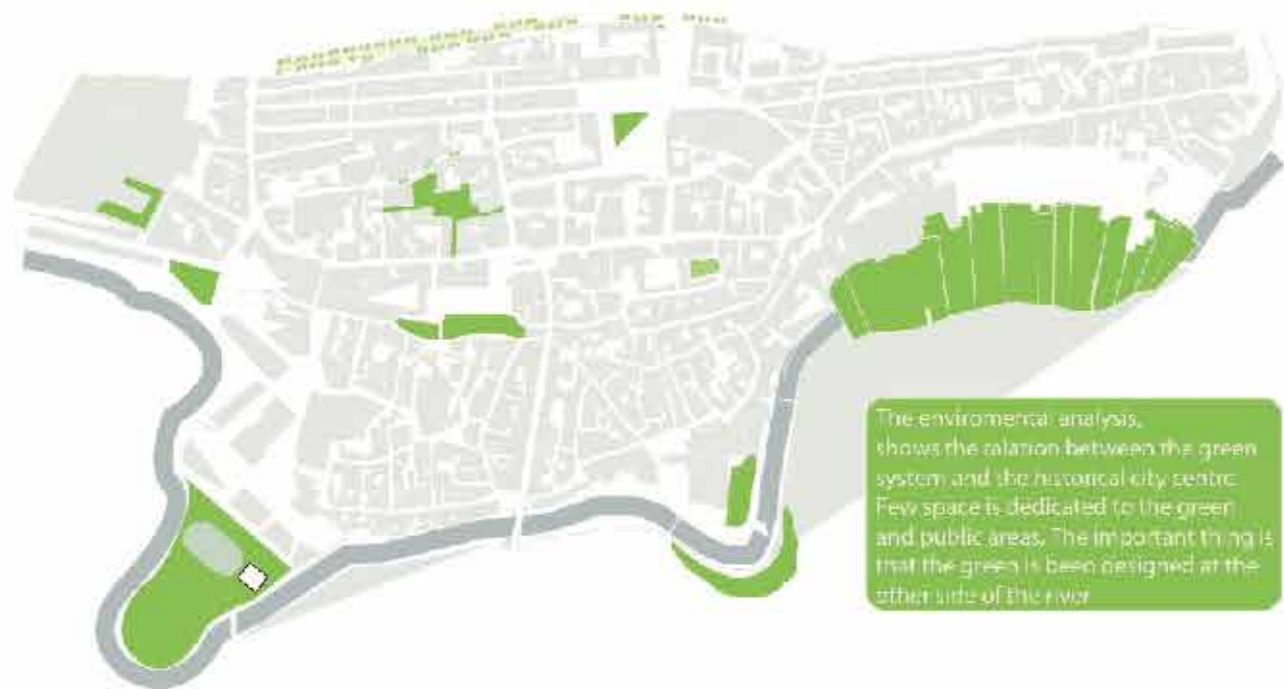 The enviromental analysis,
shows the ralation between the green
system and the historical city centre.
Few space is dedicated to the green
and public areas. The important thing is
that the green is been designed at the
other side of the river